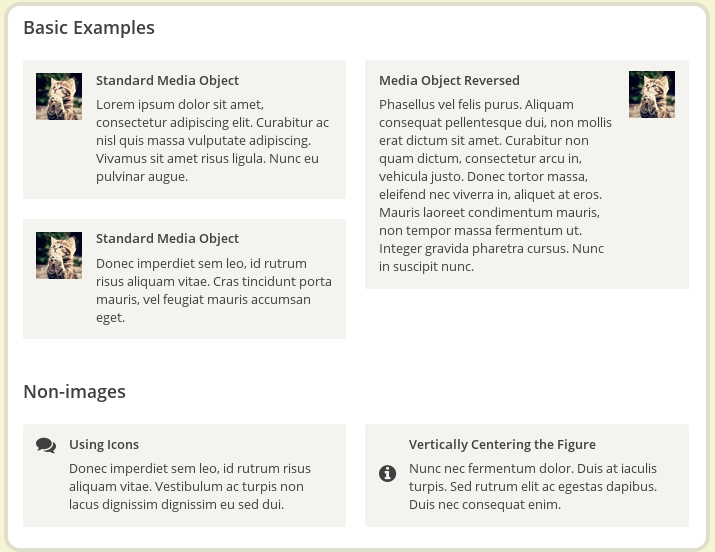 Basic Examples
Standard Media Object
Lorem ipsum dolor sit amet,
consectetur adipiscing elit. Curabitur ac
nisl quis massa vulputate adipiscing.
Vivamus sit amet risus ligula. Nunc eu
pulvinar augue.
Standard Media Object
Donec imperdiet sem leo, id rutrum
risus aliquam vitae. Cras tincidunt porta
mauris, vel feugiat mauris accumsan
eget.
Media Object Reversed
Phasellus vel felis purus. Aliquam
consequat pellentesque dui, non mollis
erat dictum sit amet. Curabitur non
quam dictum, consectetur arcu in,
vehicula justo. Donec tortor massa,
eleifend nec viverra in, aliquet at eros.
Mauris laoreet condimentum mauris,
non tempor massa fermentum ut.
Integer gravida pharetra cursus. Nunc
in suscipit nunc.
Non-images
Using Icons
Donec imperdiet sem leo, id rutrum risus
aliquam vitae. Vestibulum ac turpis non
lacus dignissim dignissim eu sed dui.
Vertically Centering the Figure
Nunc nec fermentum dolor. Duis at iaculis
turpis. Sed rutrum elit ac egestas dapibus.
Duis nec consequat enim.